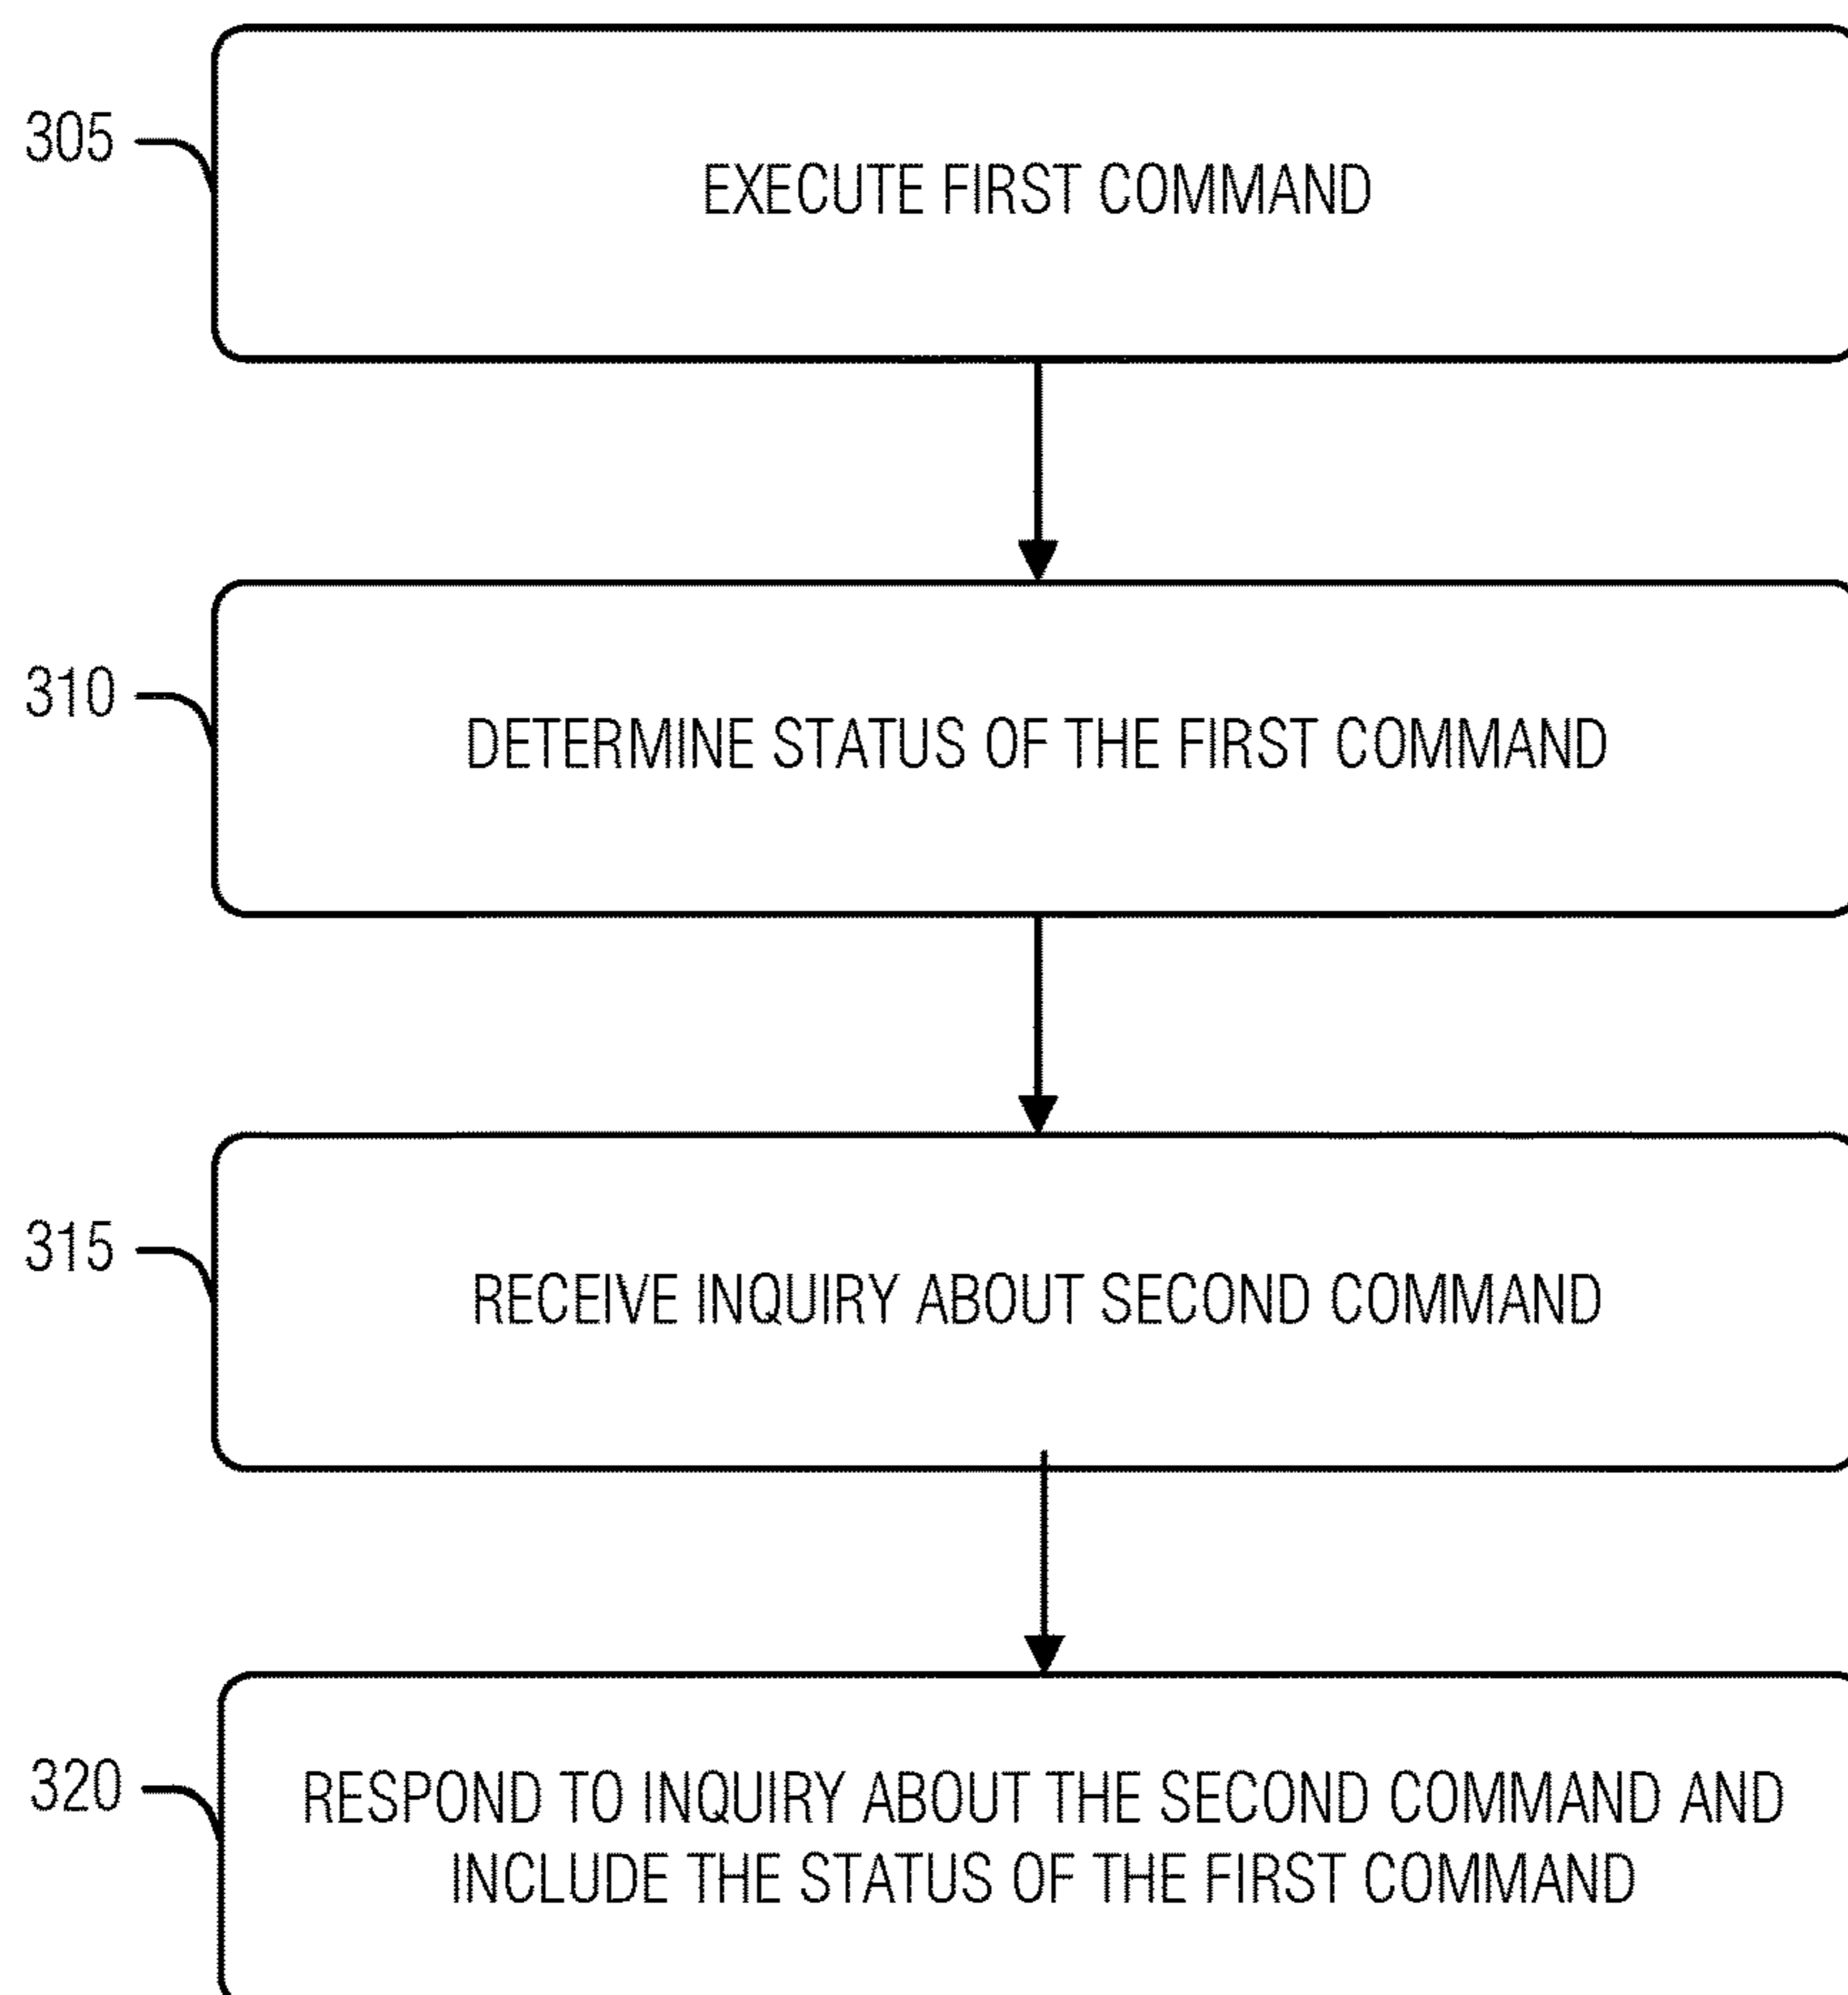 305
EXECUTE FIRST COMMAND
310
DETERMINE STATUS OF THE FIRST COMMAND
315
RECEIVE INQUIRY ABOUT SECOND COMMAND
320
RESPOND TO INQUIRY ABOUT THE SECOND COMMAND AND
INCLUDE THE STATUS OF THE FIRST COMMAND